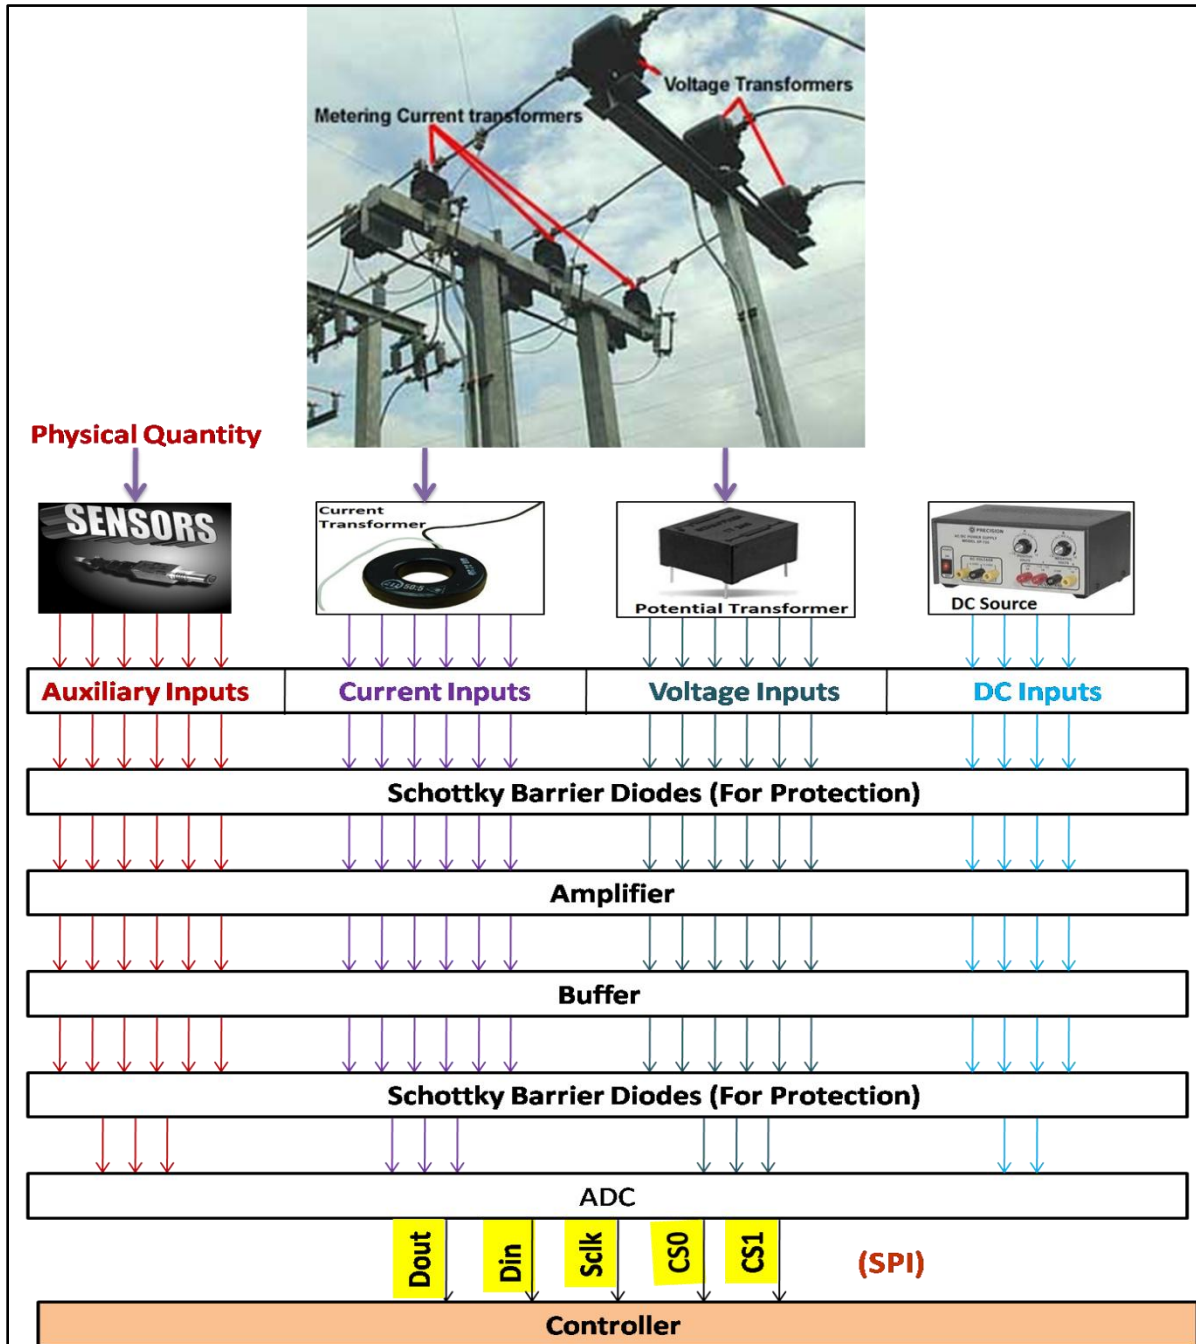 Voltage Transformers
Metering Current transformers
Physical Quantity
SENSORS
Current
Transformer
Potential Transformer
PRECISION
DC Source
Auxiliary Inputs
Current Inputs
Voltage Inputs
DC Inputs
Schottky Barrier Diodes (For Protection)
Amplifier
Buffer
Schottky Barrier Diodes (For Protection)
ADC
Dout
Din
Sclk
CS0
CS1
(SPI)
Controller